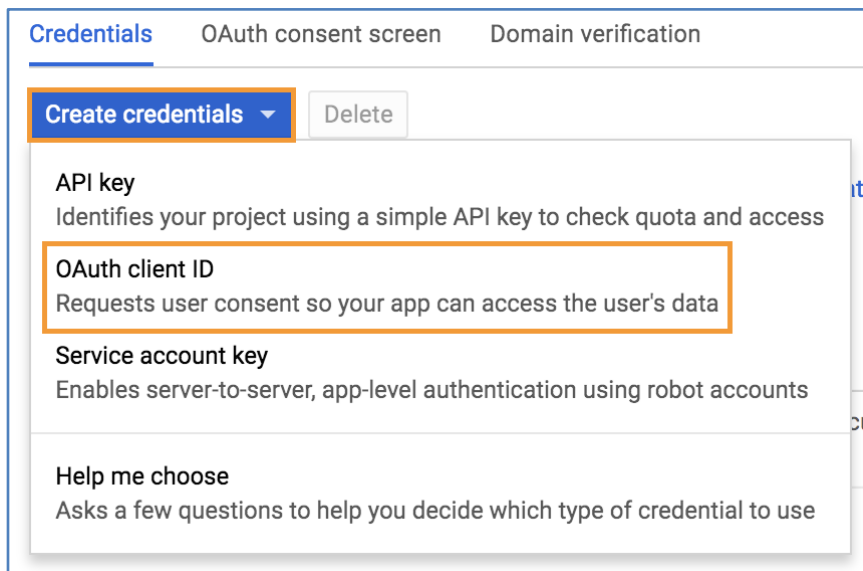 Credentials OAuth consent screen Domain verification
Create credentials Delete
API key
Identifies your project using a simple API key to check quota and access
OAuth client ID
Requests user consent so your app can access the user's data
Service account key
Enables server-to-server, app-level authentication using robot accounts
Help me choose
Asks a few questions to help you decide which type of credential to use